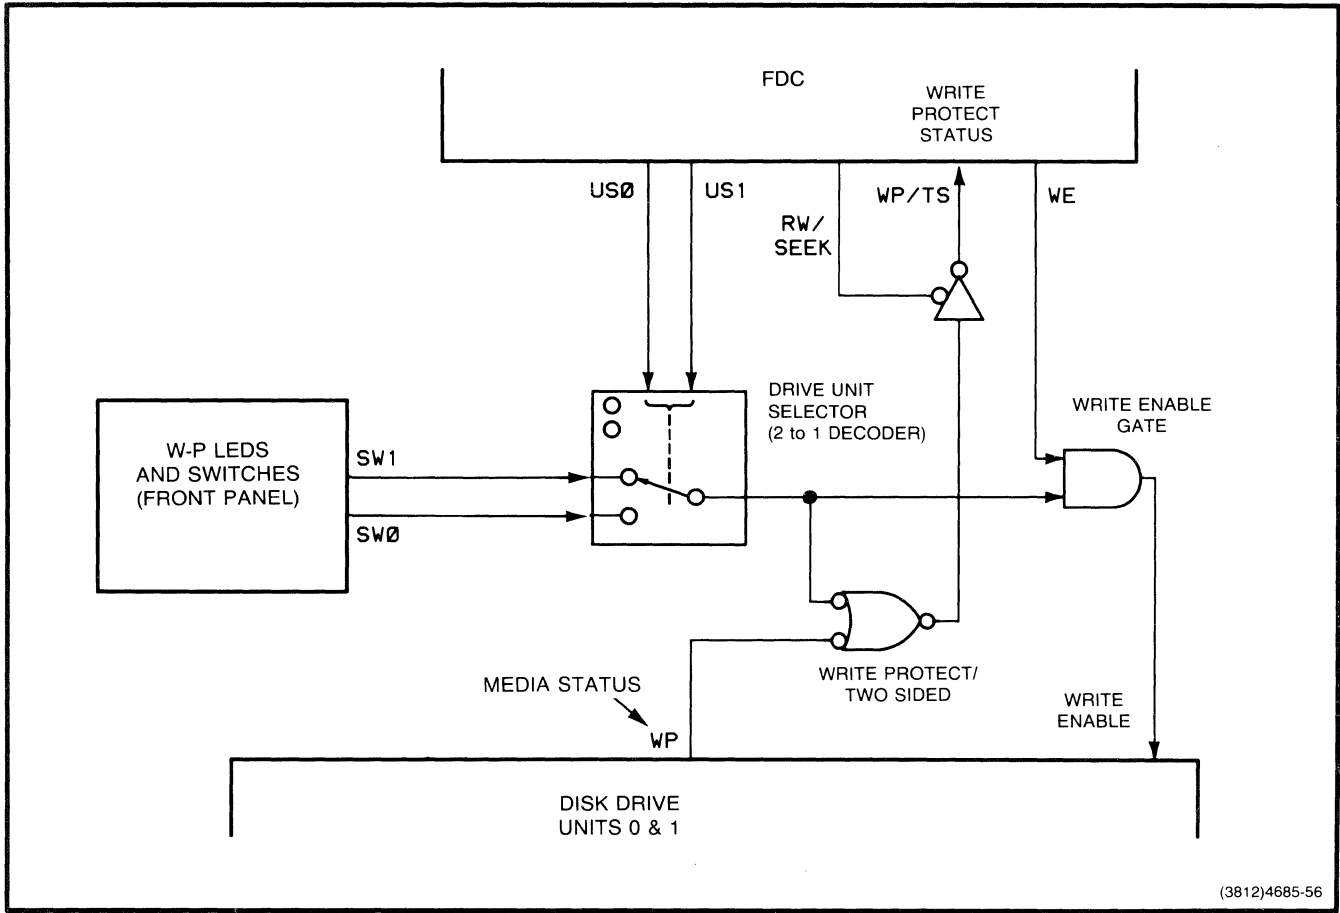 FDC
WRITE
PROTECT
STATUS
USØ
US1
WP/TS
WE
RW/
SEEK
DRIVE UNIT
SELECTOR
(2 to 1 DECODER)
WRITE ENABLE
GATE
W-P LEDS
AND SWITCHES
(FRONT PANEL)
SW1
SWØ
WRITE PROTECT/
TWO SIDED
MEDIA STATUS
WP
WRITE
ENABLE
DISK DRIVE
UNITS 0 & 1
(3812)4685-56